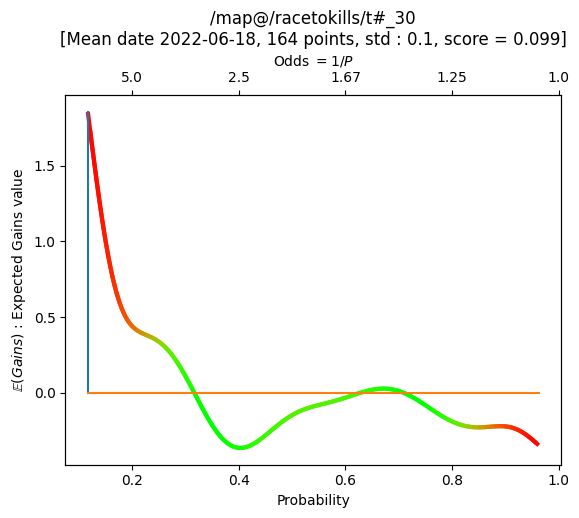 /map@/racetokills/t#_30
[Mean date 2022-06-18, 164 points, std : 0.1, score = 0.099]
Odds = 1/P
5.0 2.5 1.67 1.25 1.0
1.5
1.0
0.5
0.0
𝔼(Gains) : Expected Gains value
0.2 0.4 0.6 0.8 1.0
Probability